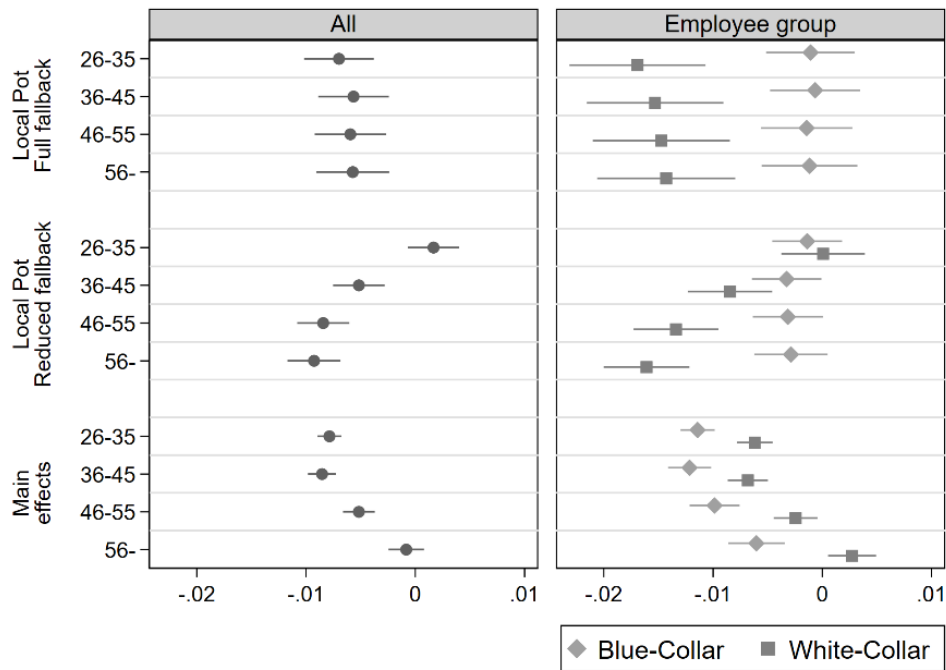 All
Employee group
Local Pot
Full fallback
26-35
36-45
46-55
56-
Local Pot
Reduced fallback
26-35
36-45
46-55
56-
Main
effects
26-35
36-45
46-55
56-
-.02 -.01 0 .01
-.02 -.01 0 .01
Blue-Collar White-Collar